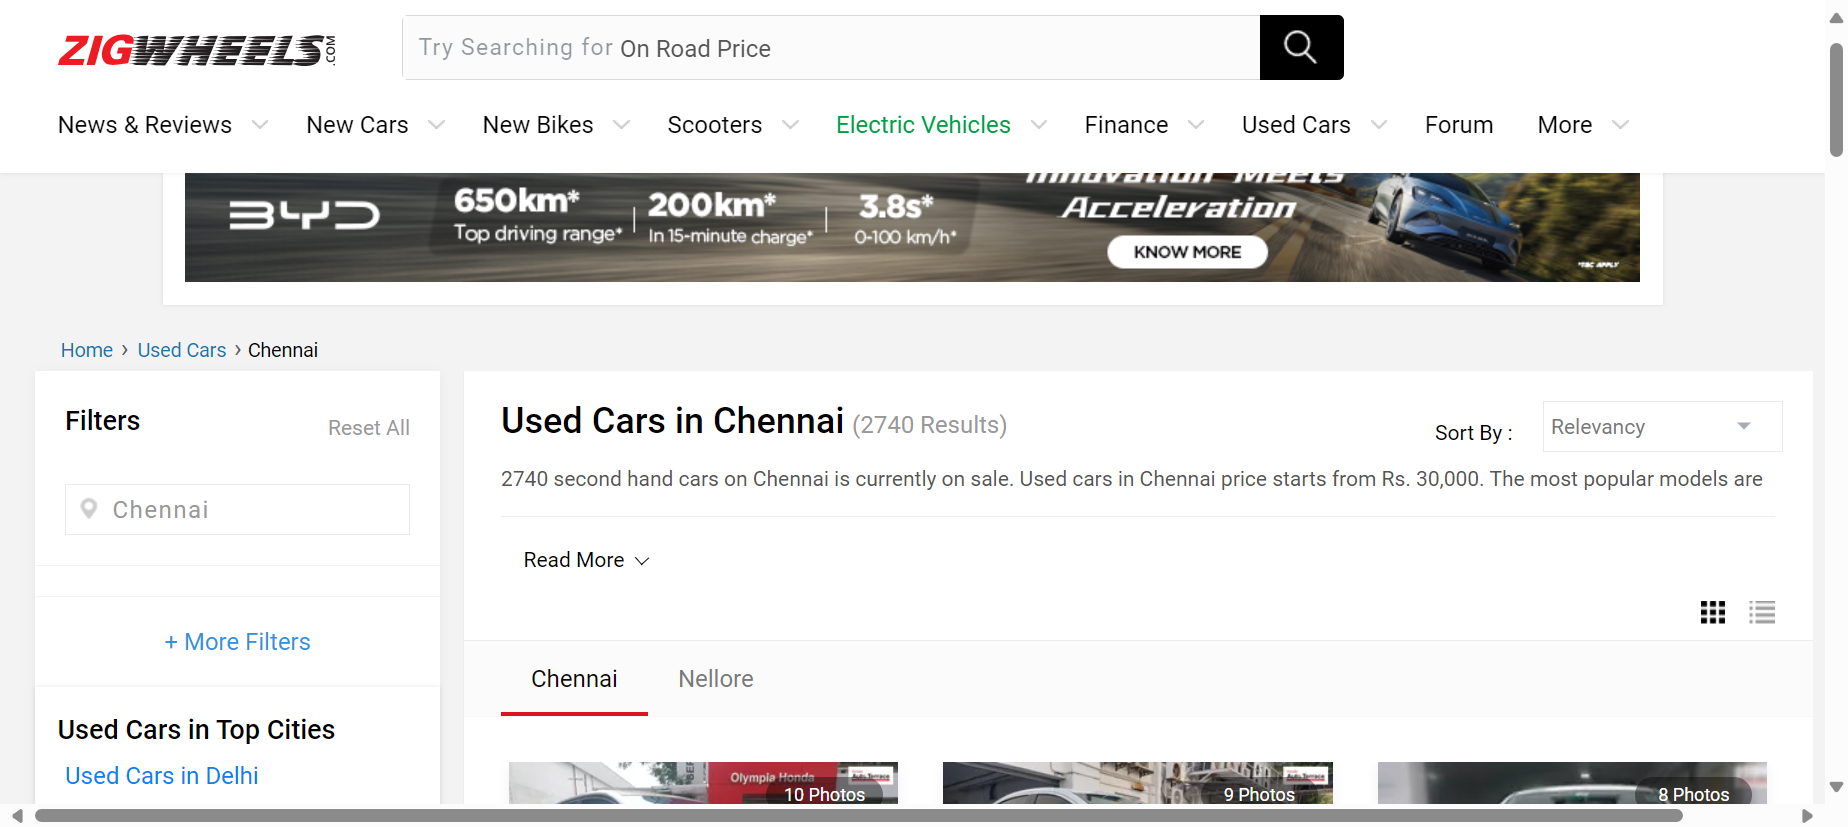 ZIGWHEELS.COM
Try Searching for On Road Price
News & Reviews New Cars New Bikes Scooters Electric Vehicles Finance Used Cars Forum More
BYD
650km*
Top driving range*
200km*
In 15-minute charge*
3.8s*
0-100 km/h*
Innovation Meets
Acceleration
KNOW MORE
*T&C APPLY
Home › Used Cars › Chennai
Filters
Reset All
Chennai
+ More Filters
Used Cars in Top Cities
Used Cars in Delhi
Used Cars in Chennai (2740 Results)
Sort By :
Relevancy
2740 second hand cars on Chennai is currently on sale. Used cars in Chennai price starts from Rs. 30,000. The most popular models are
Read More
Chennai Nellore
Olympia Honda
Auto Terrace
10 Photos
Auto Terrace
9 Photos
8 Photos